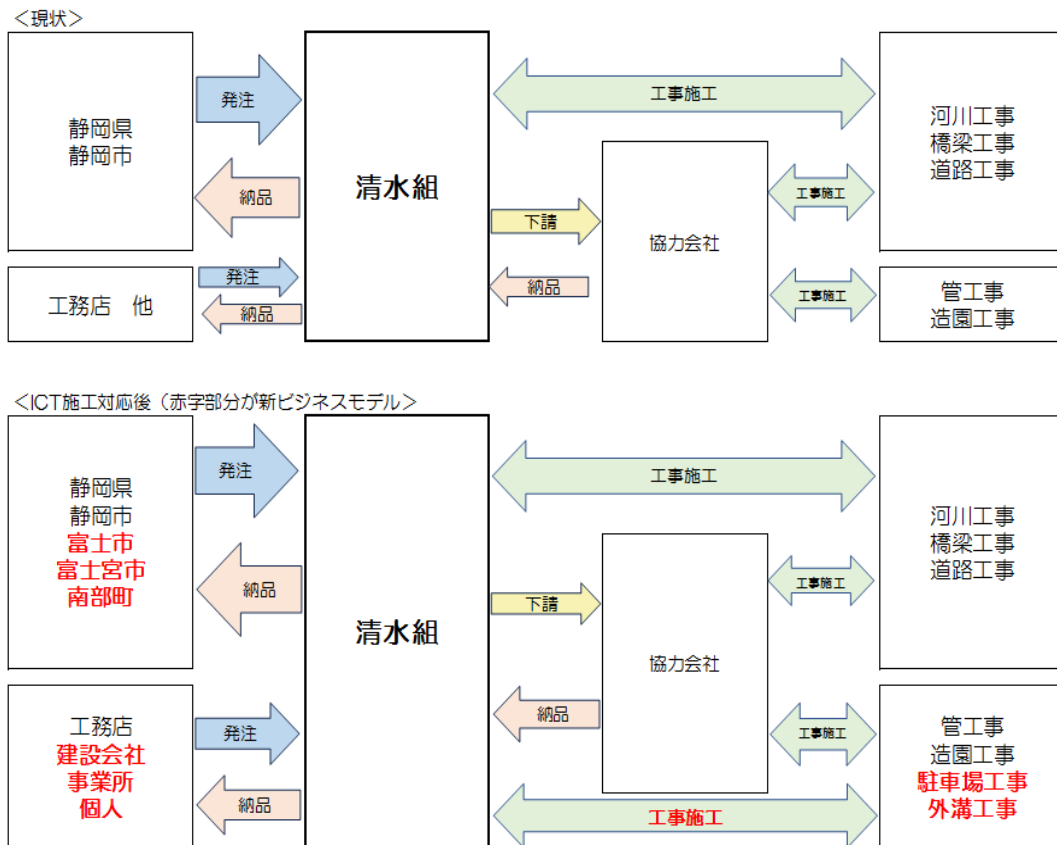 ＜現状＞
静岡県
静岡市
発注
納品
清水組
工事施工
河川工事
橋梁工事
道路工事
下請
納品
協力会社
工事施工
工事施工
工務店　他
発注
納品
管工事
造園工事
＜ICT施工対応後（赤字部分が新ビジネスモデル＞
静岡県
静岡市
富士市
富士宮市
南部町
発注
納品
清水組
工事施工
河川工事
橋梁工事
道路工事
下請
納品
協力会社
工事施工
工事施工
工務店
建設会社
事業所
個人
発注
納品
工事施工
管工事
造園工事
駐車場工事
外溝工事